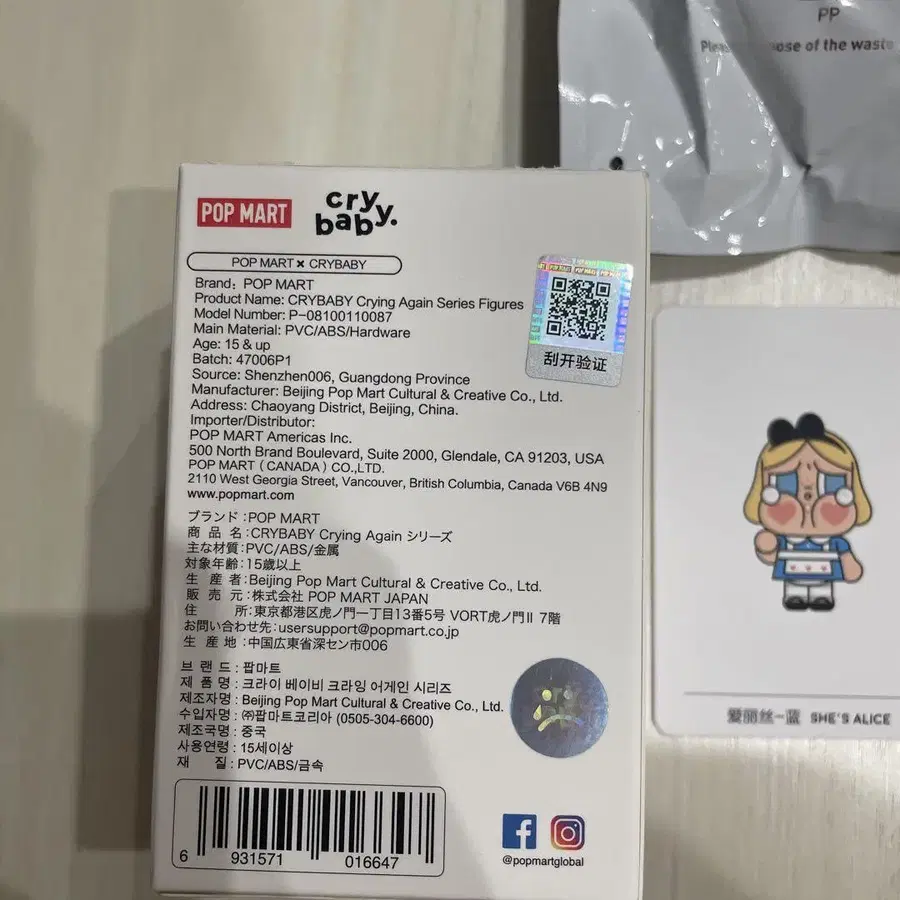 PP
Please
of the waste
POP MART
cry baby.
POP MART × CRYBABY
Brand: POP MART
Product Name: CRYBABY Crying Again Series Figures
Model Number: P-08100110087
Main Material: PVC/ABS/Hardware
Age: 15 & up
Batch: 47006P1
Source: Shenzhen006, Guangdong Province
Manufacturer: Beijing Pop Mart Cultural & Creative Co., Ltd.
Address: Chaoyang District, Beijing, China.
Importer/Distributor:
POP MART Americas Inc.
500 North Brand Boulevard, Suite 2000, Glendale, CA 91203, USA
POP MART (CANADA) CO.,LTD.
2110 West Georgia Street, Vancouver, British Columbia, Canada V6B 4N9
www.popmart.com
刮开验证
ブランド:POP MART
商品名:CRYBABY Crying Again シリーズ
主な材質:PVC/ABS/金属
対象年齢:15歳以上
生産者:Beijing Pop Mart Cultural & Creative Co., Ltd.
販売元:株式会社 POP MART JAPAN
住所:東京都港区虎ノ門一丁目13番5号 VORT虎ノ門II 7階
お問い合わせ先:usersupport@popmart.co.jp
生産地:中国広東省深セン市006
브랜드: 팝마트
제품명: 크라이 베이비 크라잉 어게인 시리즈
제조자명: Beijing Pop Mart Cultural & Creative Co., Ltd.
수입자명: ㈜팝마트코리아 (0505-304-6600)
제조국명: 중국
사용연령: 15세이상
재질: PVC/ABS/금속
6 931571 016647
@popmartglobal
爱丽丝-蓝 SHE'S ALICE